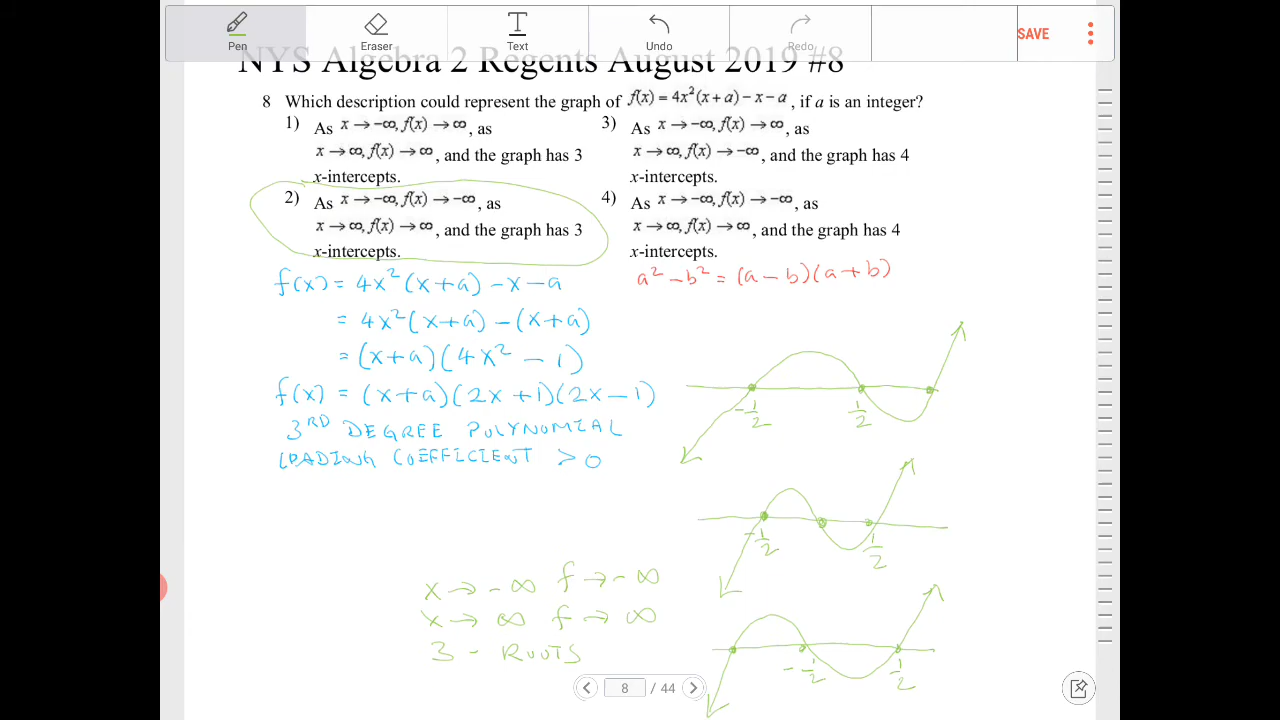 Pen Eraser Text Undo Redo SAVE
NYS Algebra 2 Regents August 2019 #8
8 Which description could represent the graph of f(x) = 4x²(x + a) − x − a, if a is an integer?
1) As x → −∞, f(x) → ∞, as
x → ∞, f(x) → ∞, and the graph has 3
x-intercepts.
2) As x → −∞, f(x) → −∞, as
x → ∞, f(x) → ∞, and the graph has 3
x-intercepts.
3) As x → −∞, f(x) → ∞, as
x → ∞, f(x) → −∞, and the graph has 4
x-intercepts.
4) As x → −∞, f(x) → −∞, as
x → ∞, f(x) → ∞, and the graph has 4
x-intercepts.
f(x) = 4x²(x+a) −x −a
= 4x²(x+a) −(x+a)
= (x+a)(4x² − 1)
f(x) = (x+a)(2x+1)(2x−1)
3RD DEGREE POLYNOMIAL
LEADING COEFFICIENT > 0
a² − b² = (a − b)(a + b)
−1/2 1/2
−1/2 1/2
−1/2 1/2
x → −∞ f → −∞
x → ∞ f → ∞
3 - ROOTS
8 / 44